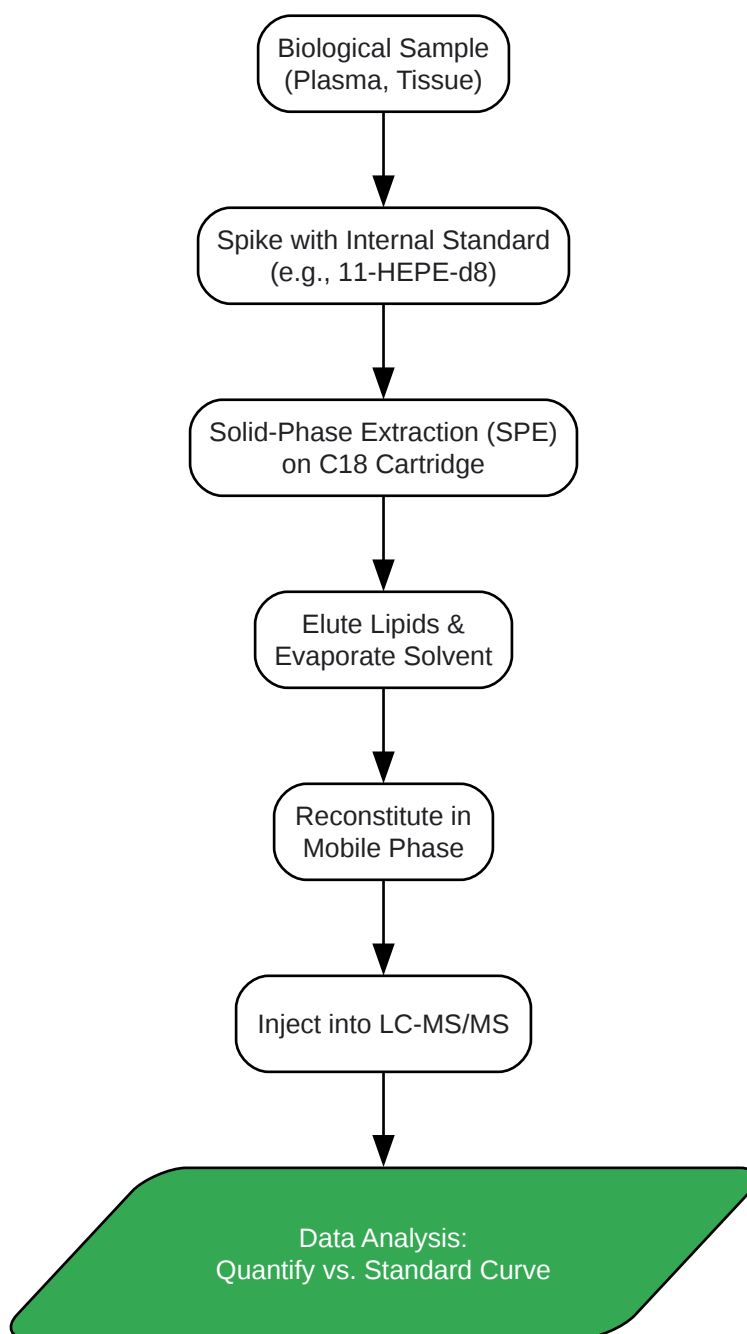 Biological Sample
(Plasma, Tissue)
Spike with Internal Standard
(e.g., 11-HEPE-d8)
Solid-Phase Extraction (SPE)
on C18 Cartridge
Elute Lipids &
Evaporate Solvent
Reconstitute in
Mobile Phase
Inject into LC-MS/MS
Data Analysis:
Quantify vs. Standard Curve